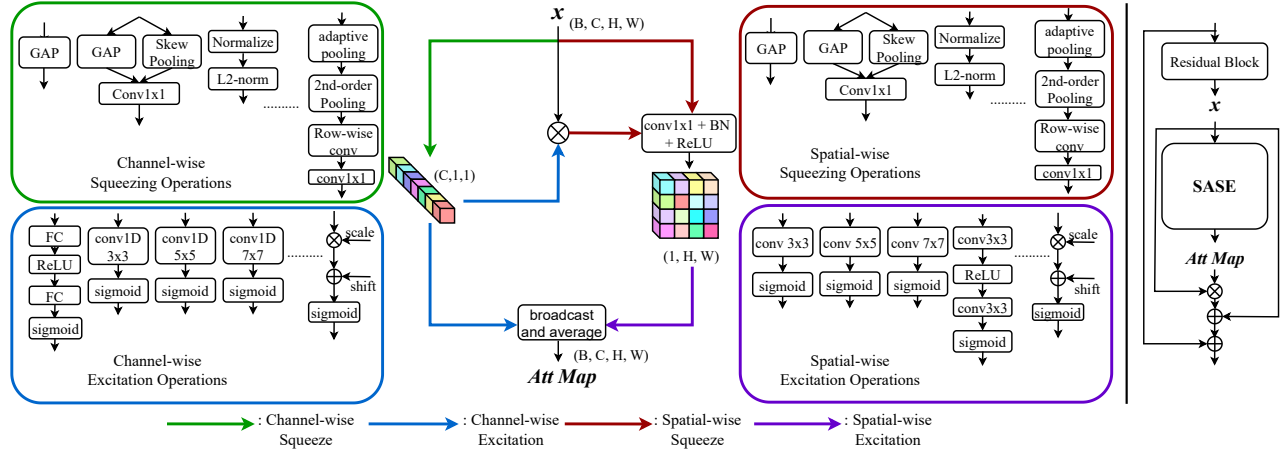 GAP
GAP
Skew
Pooling
Conv1x1
Normalize
L2-norm
..........
adaptive
pooling
2nd-order
Pooling
Row-wise
conv
conv1x1
Channel-wise
Squeezing Operations
FC
ReLU
FC
sigmoid
conv1D
3x3
sigmoid
conv1D
5x5
sigmoid
conv1D
7x7
sigmoid
..........
scale
shift
sigmoid
Channel-wise
Excitation Operations
x
(B, C, H, W)
(C,1,1)
conv1x1 + BN
+ ReLU
(1, H, W)
broadcast
and average
(B, C, H, W)
Att Map
GAP
GAP
Skew
Pooling
Conv1x1
Normalize
L2-norm
..........
adaptive
pooling
2nd-order
Pooling
Row-wise
conv
conv1x1
Spatial-wise
Squeezing Operations
conv 3x3
sigmoid
conv 5x5
sigmoid
conv 7x7
sigmoid
conv3x3
ReLU
conv3x3
sigmoid
..........
scale
shift
sigmoid
Spatial-wise
Excitation Operations
Residual Block
x
SASE
Att Map
: Channel-wise
Squeeze
: Channel-wise
Excitation
: Spatial-wise
Squeeze
: Spatial-wise
Excitation